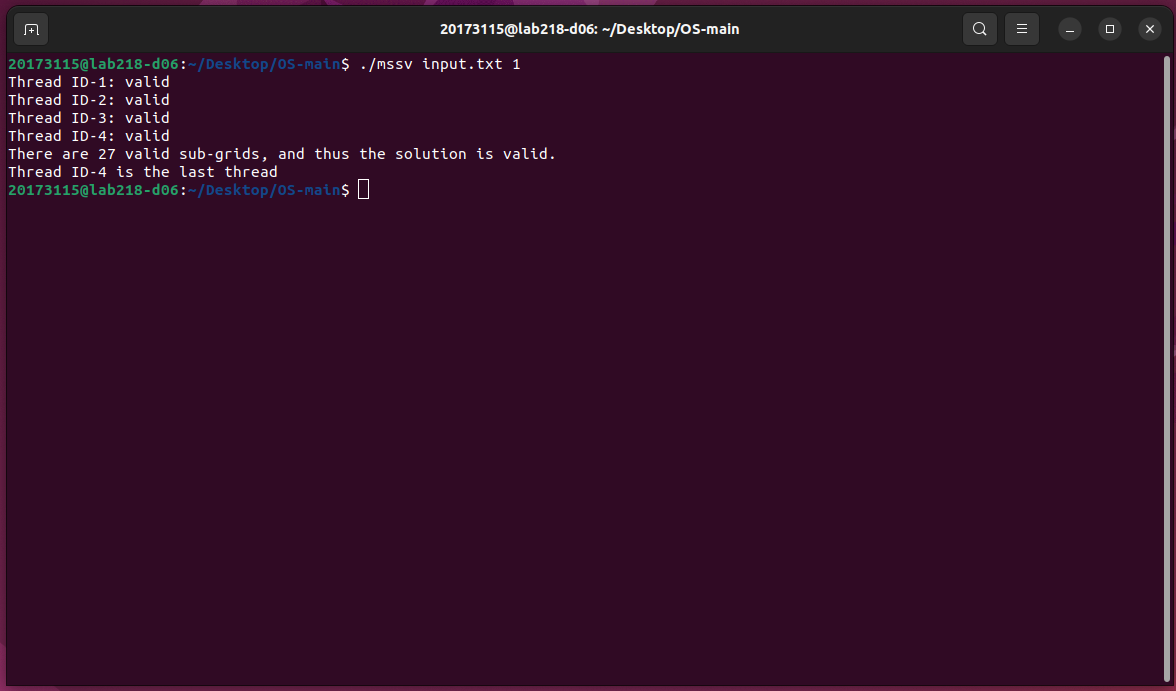 20173115@lab218-d06: ~/Desktop/OS-main
20173115@lab218-d06:~/Desktop/OS-main$ ./mssv input.txt 1
Thread ID-1: valid
Thread ID-2: valid
Thread ID-3: valid
Thread ID-4: valid
There are 27 valid sub-grids, and thus the solution is valid.
Thread ID-4 is the last thread
20173115@lab218-d06:~/Desktop/OS-main$